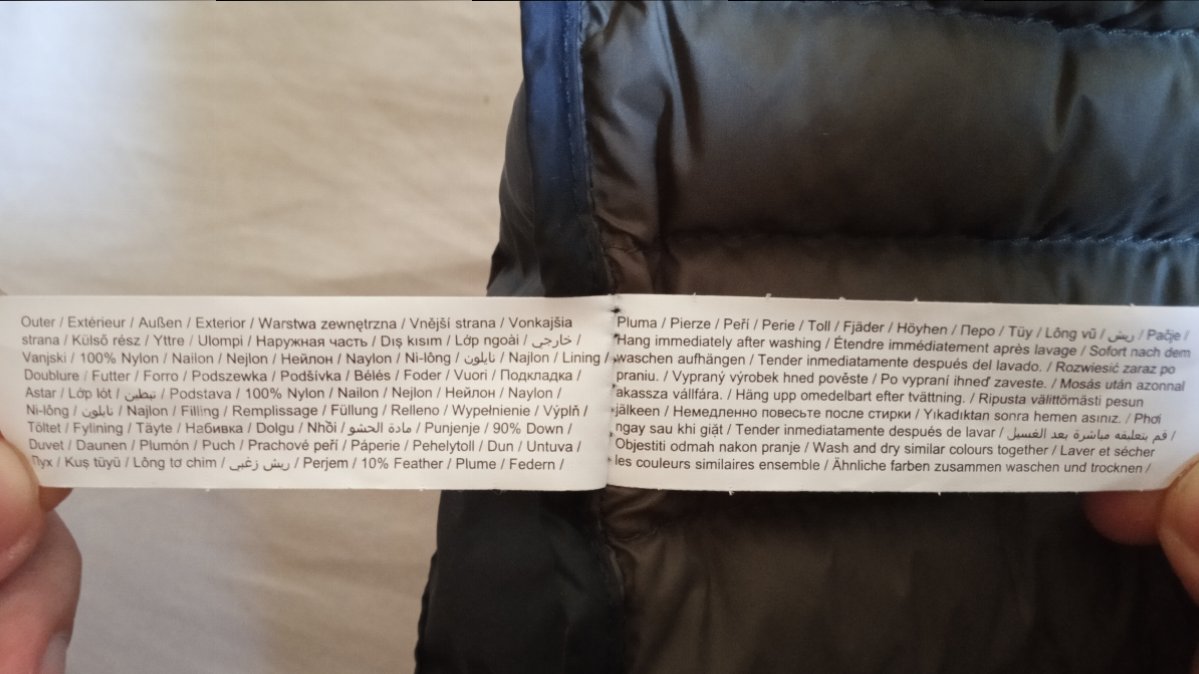 Outer / Extérieur / Außen / Exterior / Warstwa zewnętrzna / Vnější strana / Vonkajšia
strana / Külső rész / Yttre / Ulompi / Наружная часть / Dış kısım / Lớp ngoài / خارجي /
Vanjski / 100% Nylon / Nailon / Nejlon / Нейлон / Naylon / Ni-lông / نايلون / Najlon / Lining /
Doublure / Futter / Forro / Podszewka / Podšívka / Bélés / Foder / Vuori / Подкладка /
Astar / Lớp lót / تبطين / Podstava / 100% Nylon / Nailon / Nejlon / Нейлон / Naylon /
Ni-lông / نايلون / Najlon / Filling / Remplissage / Füllung / Relleno / Wypełnienie / Výplň /
Töltet / Fylining / Täyte / Набивка / Dolgu / Nhồi / مادة الحشو / Punjenje / 90% Down /
Duvet / Daunen / Plumón / Puch / Prachové peří / Páperie / Pehelytoll / Dun / Untuva /
Пух / Kuş tüyü / Lông tơ chim / ريش زغبي / Perjem / 10% Feather / Plume / Federn /
Pluma / Pierze / Peří / Perie / Toll / Fjäder / Höyhen / Перо / Tüy / Lông vũ / ريش / Pačje /
Hang immediately after washing / Étendre immédiatement après lavage / Sofort nach dem
waschen aufhängen / Tender inmediatamente después del lavado. / Rozwiesić zaraz po
praniu. / Vypraný výrobek hned pověste / Po vypraní ihneď zaveste. / Mosás után azonnal
akassza vállfára. / Häng upp omedelbart efter tvättning. / Ripusta välittömästi pesun
jälkeen / Немедленно повесьте после стирки / Yıkadıktan sonra hemen asınız. / Phơi
ngay sau khi giặt / Tender inmediatamente después de lavar / قم بتعليقه مباشرة بعد الغسيل /
Objestiti odmah nakon pranje / Wash and dry similar colours together / Laver et sécher
les couleurs similaires ensemble / Ähnliche farben zusammen waschen und trocknen /